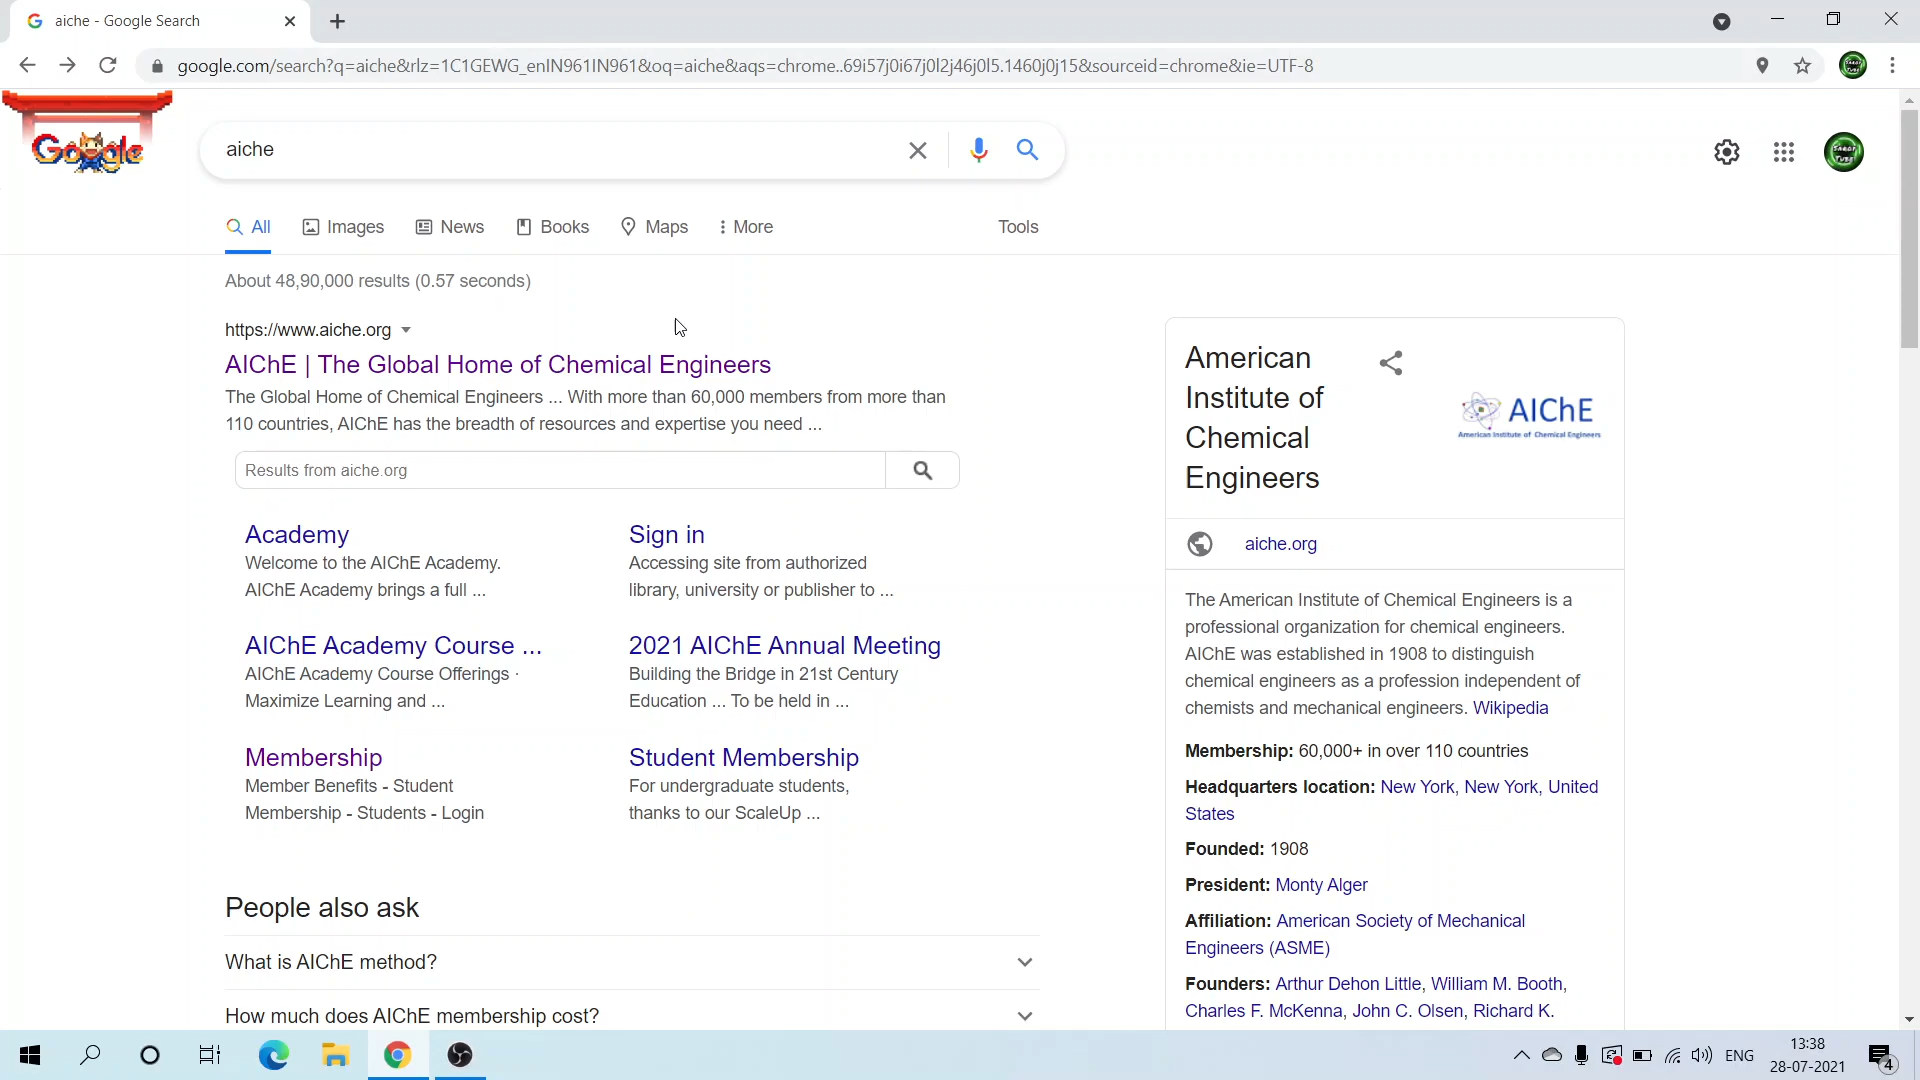 aiche - Google Search
google.com/search?q=aiche&rlz=1C1GEWG_enIN961IN961&oq=aiche&aqs=chrome..69i57j0i67j0l2j46j0l5.1460j0j15&sourceid=chrome&ie=UTF-8
Google
aiche
All Images News Books Maps More Tools
About 48,90,000 results (0.57 seconds)
https://www.aiche.org
AIChE | The Global Home of Chemical Engineers
The Global Home of Chemical Engineers ... With more than 60,000 members from more than
110 countries, AIChE has the breadth of resources and expertise you need ...
Results from aiche.org
Academy
Welcome to the AIChE Academy.
AIChE Academy brings a full ...
Sign in
Accessing site from authorized
library, university or publisher to ...
AIChE Academy Course ...
AIChE Academy Course Offerings ·
Maximize Learning and ...
2021 AIChE Annual Meeting
Building the Bridge in 21st Century
Education ... To be held in ...
Membership
Member Benefits - Student
Membership - Students - Login
Student Membership
For undergraduate students,
thanks to our ScaleUp ...
People also ask
What is AIChE method?
How much does AIChE membership cost?
American
Institute of
Chemical
Engineers
AIChE
American Institute of Chemical Engineers
aiche.org
The American Institute of Chemical Engineers is a
professional organization for chemical engineers.
AIChE was established in 1908 to distinguish
chemical engineers as a profession independent of
chemists and mechanical engineers. Wikipedia
Membership: 60,000+ in over 110 countries
Headquarters location: New York, New York, United
States
Founded: 1908
President: Monty Alger
Affiliation: American Society of Mechanical
Engineers (ASME)
Founders: Arthur Dehon Little, William M. Booth,
Charles F. McKenna, John C. Olsen, Richard K.
ENG
13:38
28-07-2021
4